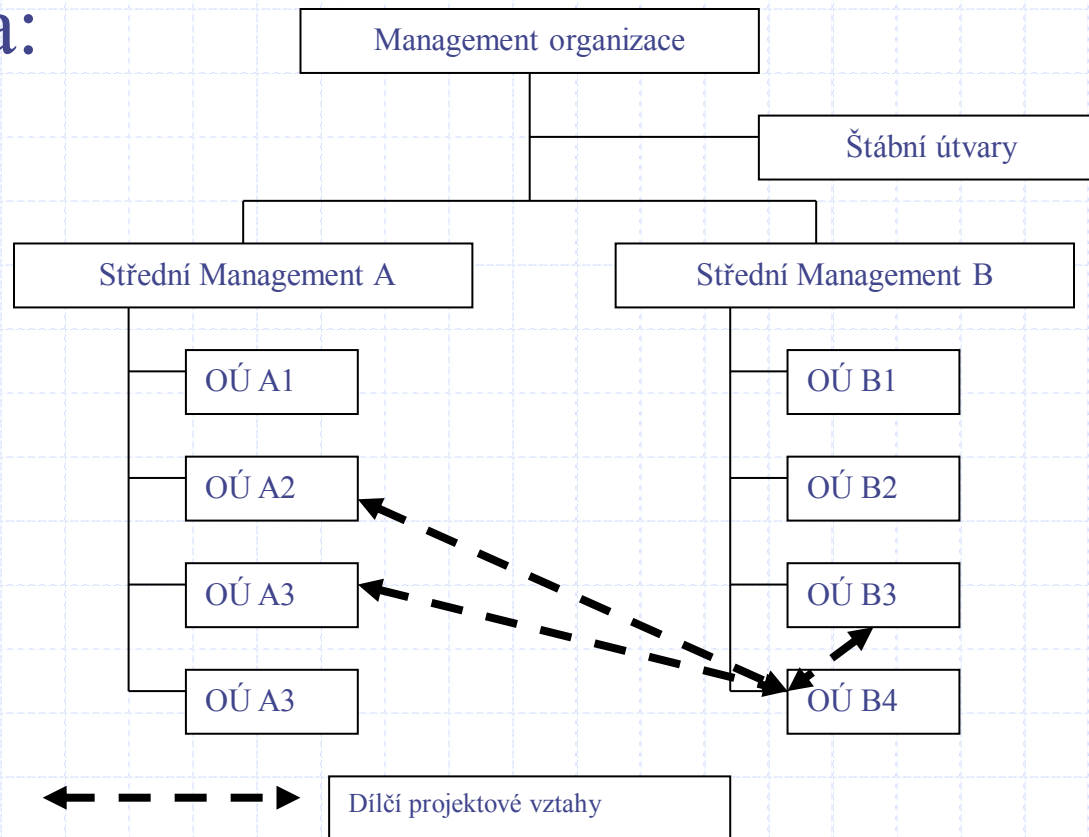 a:
Management organizace
Štábní útvary
Střední Management A
Střední Management B
OÚ A1
OÚ B1
OÚ A2
OÚ B2
OÚ A3
OÚ B3
OÚ A3
OÚ B4
Dílčí projektové vztahy